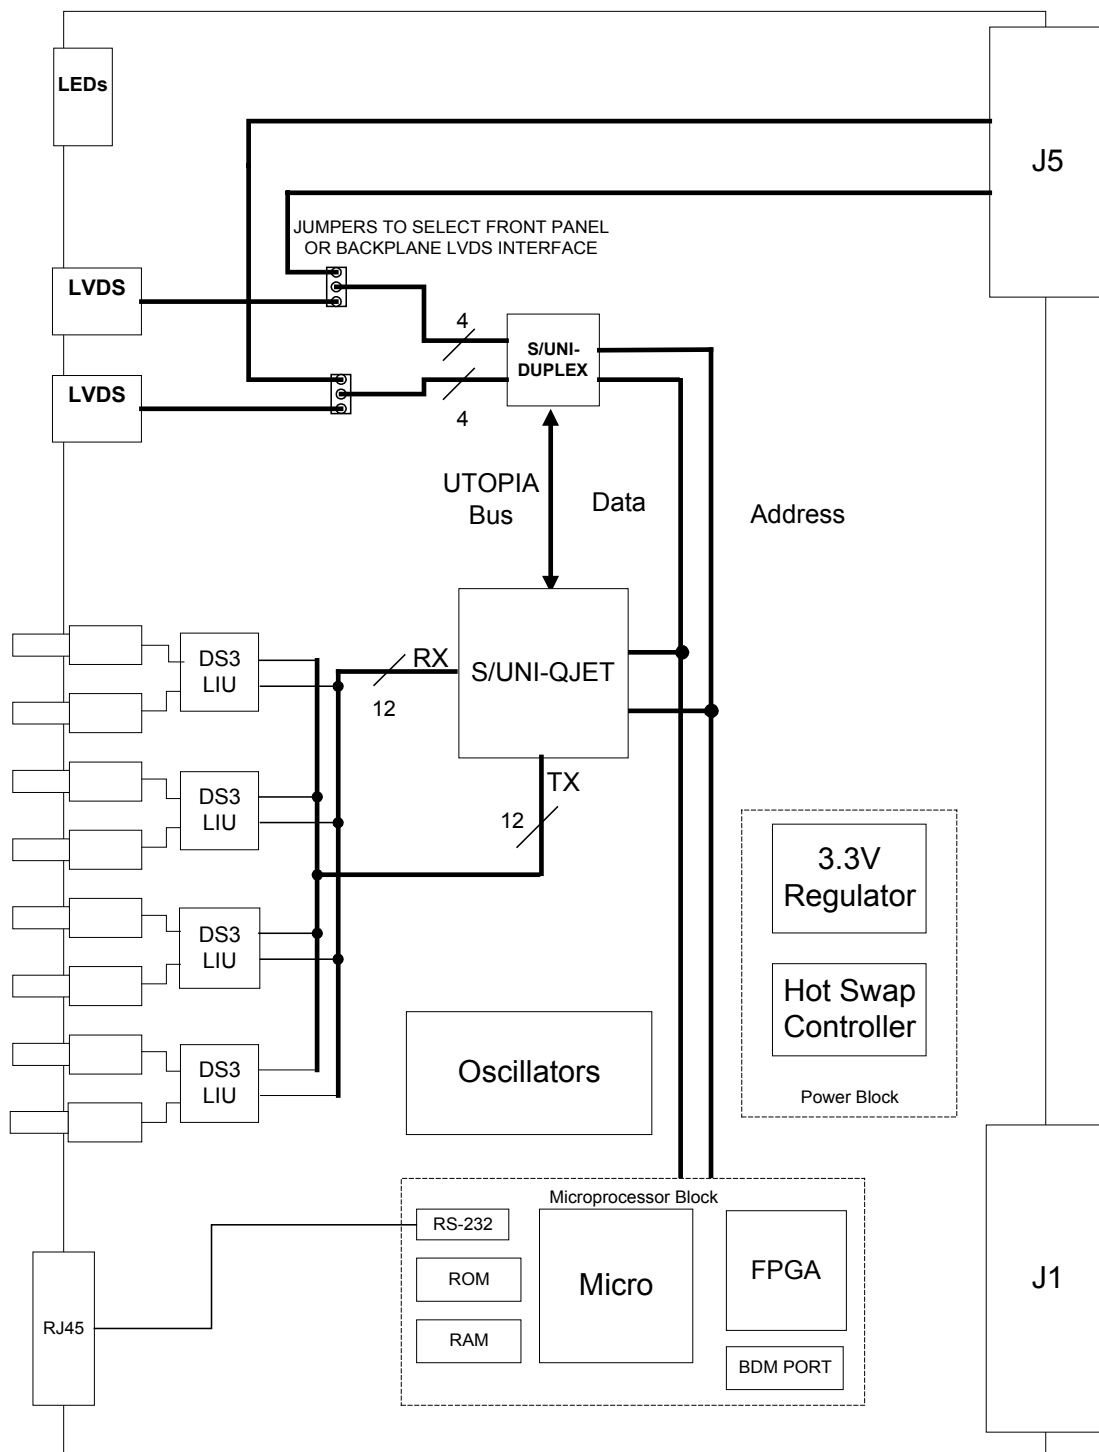 LEDs
J5
JUMPERS TO SELECT FRONT PANEL
OR BACKPLANE LVDS INTERFACE
LVDS
4
S/UNI-
DUPLEX
LVDS
4
UTOPIA
Bus
Data
Address
DS3
LIU
RX
12
S/UNI-QJET
TX
12
DS3
LIU
3.3V
Regulator
DS3
LIU
Hot Swap
Controller
Power Block
DS3
LIU
Oscillators
Microprocessor Block
RS-232
ROM
RAM
Micro
FPGA
BDM PORT
RJ45
J1